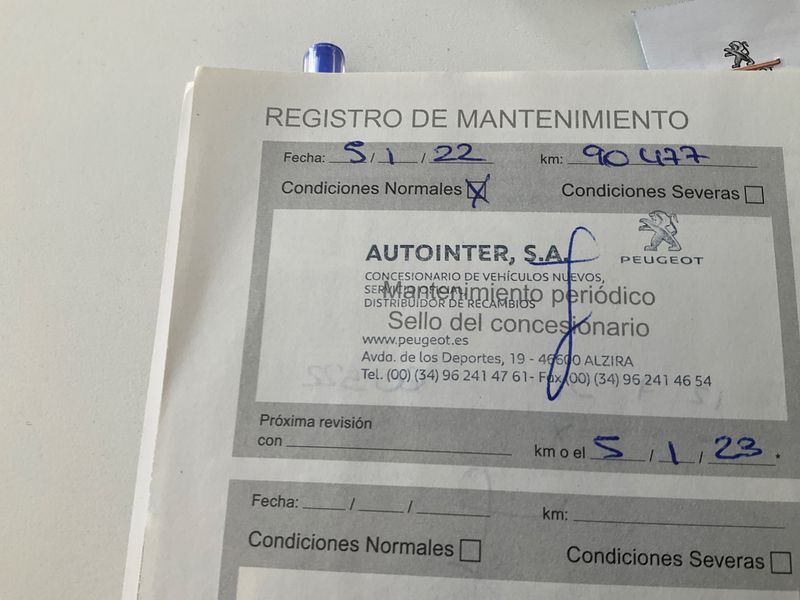 REGISTRO DE MANTENIMIENTO
Fecha: 5 / 1 / 22 km: 90477
Condiciones Normales Condiciones Severas
PEUGEOT
AUTOINTER, S.A.
CONCESIONARIO DE VEHÍCULOS NUEVOS,
SERVICIO OFICIAL
Mantenimiento periódico
DISTRIBUIDOR DE RECAMBIOS
Sello del concesionario
www.peugeot.es
Avda. de los Deportes, 19 - 46600 ALZIRA
Tel. (00) (34) 96 241 47 61 - Fax (00) (34) 96 241 46 54
Próxima revisión
con km o el 5 / 1 / 23 *
Fecha: / / km:
Condiciones Normales Condiciones Severas